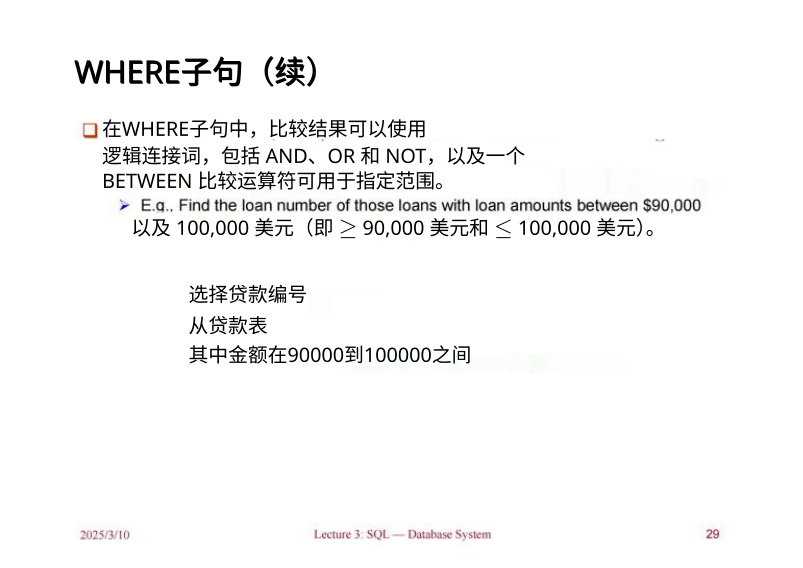 WHERE子句（续）
在WHERE子句中，比较结果可以使用
逻辑连接词，包括 AND、OR 和 NOT，以及一个
BETWEEN 比较运算符可用于指定范围。
E.g., Find the loan number of those loans with loan amounts between $90,000
以及 100,000 美元（即 ≥ 90,000 美元和 ≤ 100,000 美元）。
选择贷款编号
从贷款表
其中金额在90000到100000之间
2025/3/10
Lecture 3: SQL — Database System
29